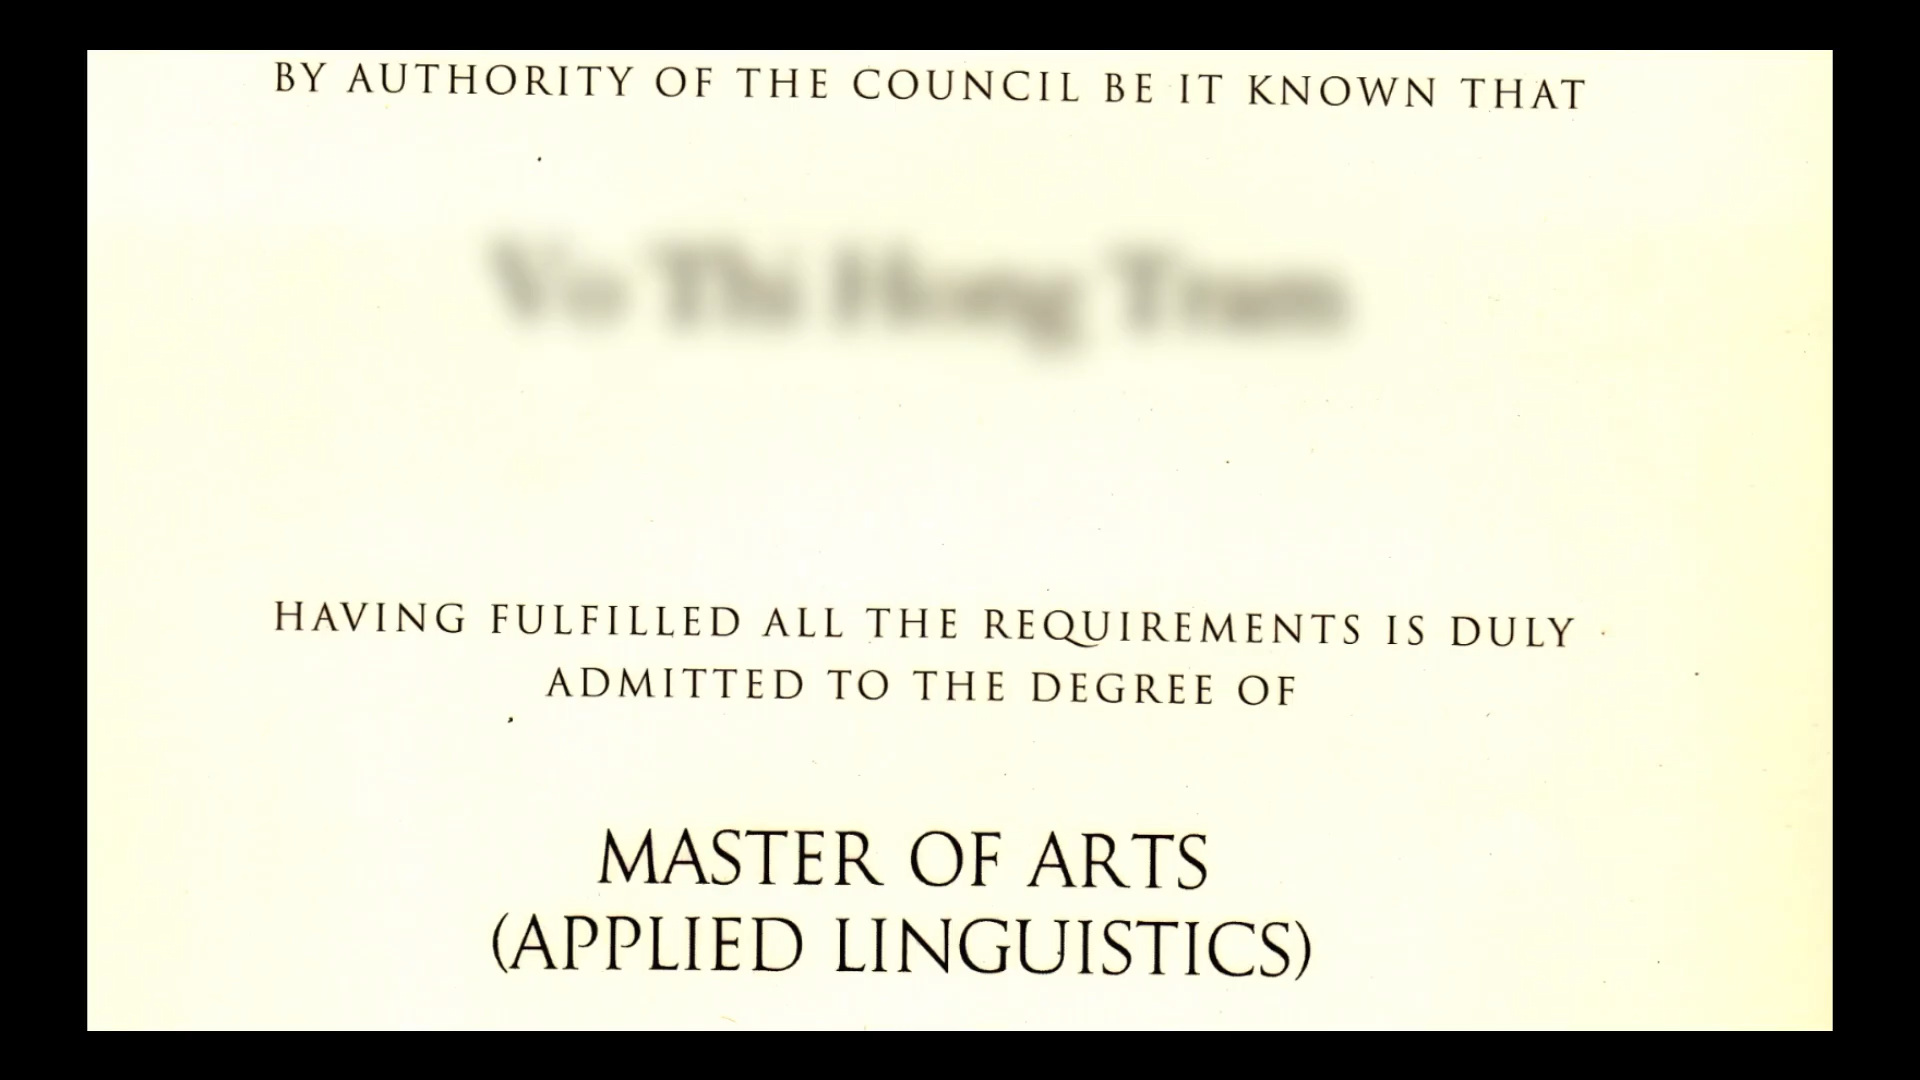 BY AUTHORITY OF THE COUNCIL BE IT KNOWN THAT
HAVING FULFILLED ALL THE REQUIREMENTS IS DULY
ADMITTED TO THE DEGREE OF
MASTER OF ARTS
(APPLIED LINGUISTICS)